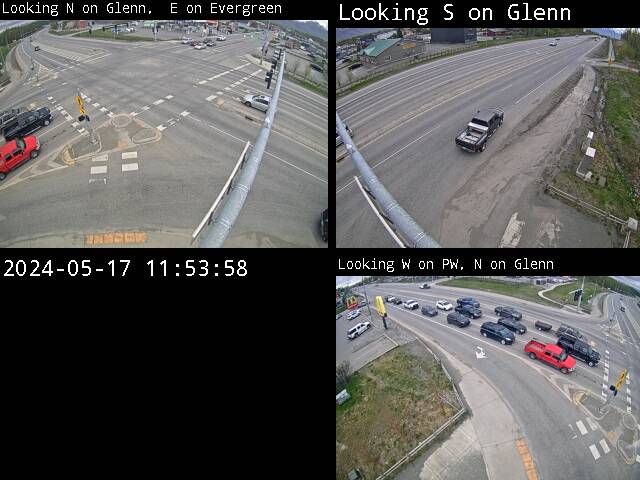 Looking N on Glenn,  E on Evergreen
Looking S on Glenn
2024-05-17 11:53:58
Looking W on PW, N on Glenn